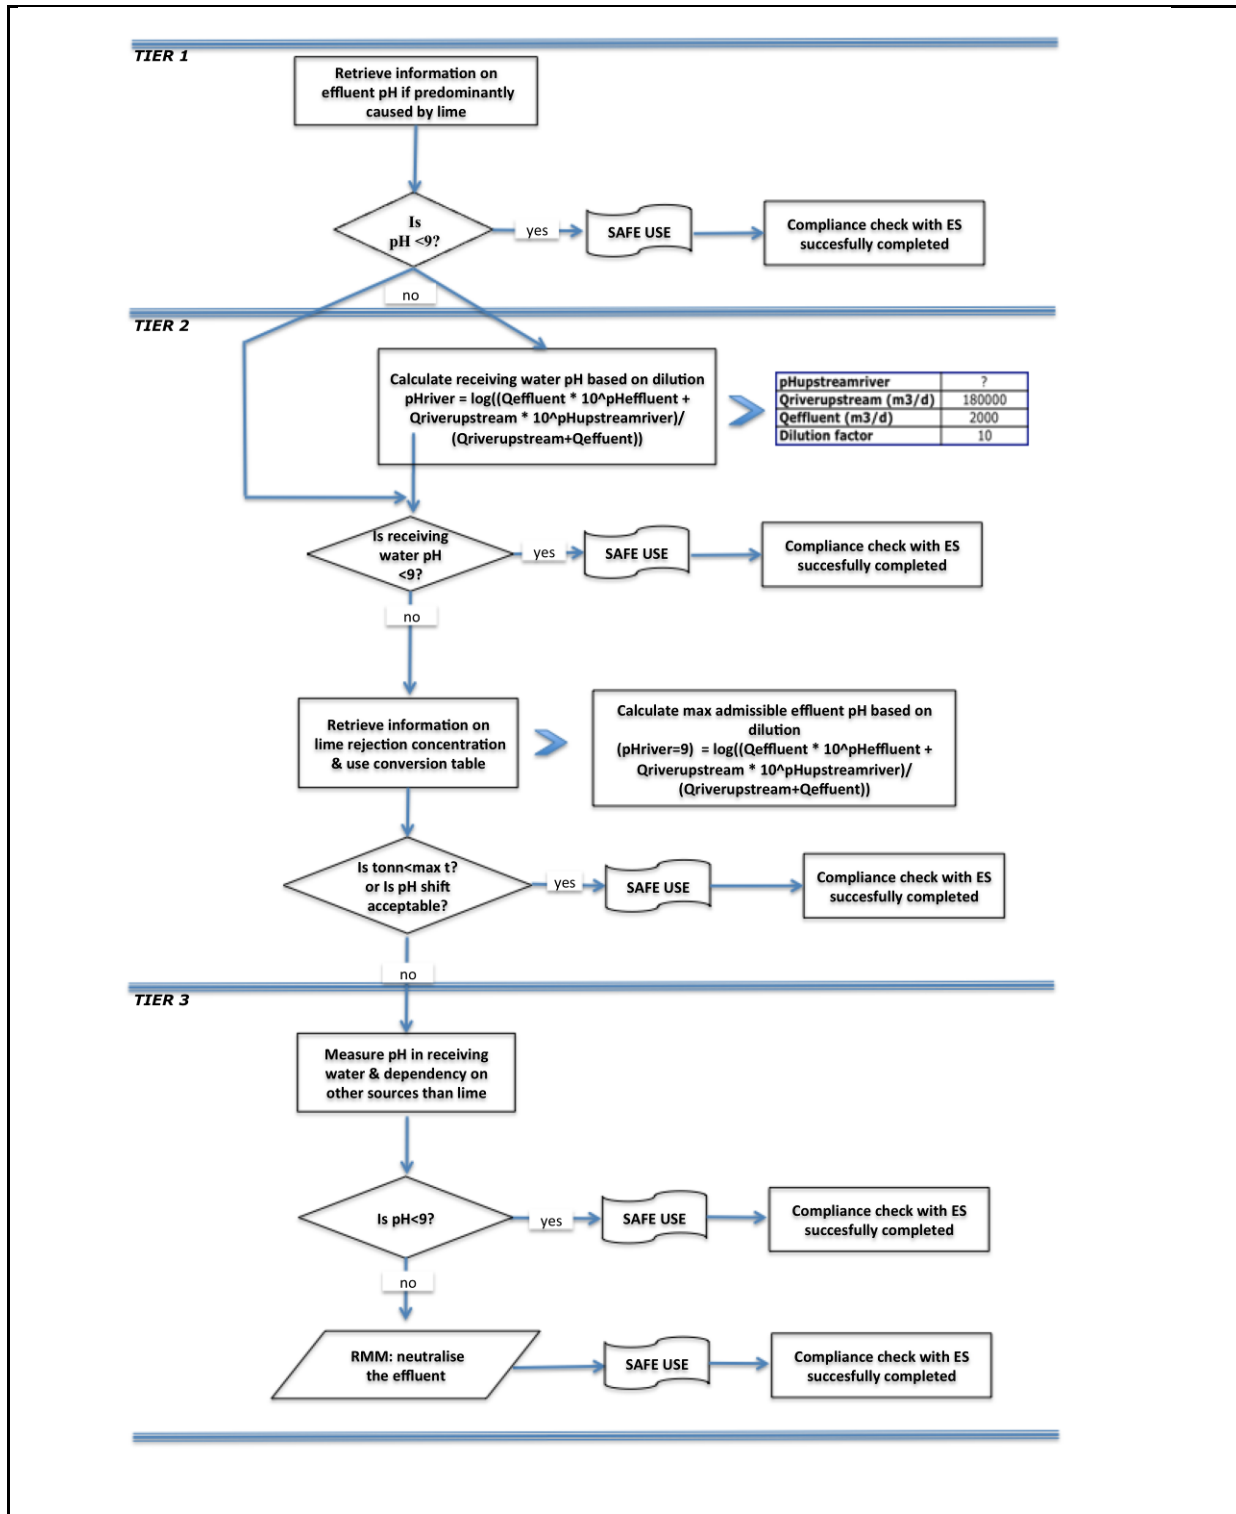 TIER 1
Retrieve information on
effluent pH if predominantly
caused by lime
Is
pH <9?
yes
SAFE USE
Compliance check with ES
succesfully completed
no
TIER 2
Calculate receiving water pH based on dilution
pHriver = log((Qeffluent * 10^pHeffluent +
Qriverupstream * 10^pHupstreamriver)/
(Qriverupstream+Qeffuent))
pHupstreamriver ?
Qriverupstream (m3/d) 180000
Qeffluent (m3/d) 2000
Dilution factor 10
Is receiving
water pH
<9?
yes
SAFE USE
Compliance check with ES
succesfully completed
no
Retrieve information on
lime rejection concentration
& use conversion table
Calculate max admissible effluent pH based on
dilution
(pHriver=9) = log((Qeffluent * 10^pHeffluent +
Qriverupstream * 10^pHupstreamriver)/
(Qriverupstream+Qeffuent))
Is tonn<max t?
or Is pH shift
acceptable?
yes
SAFE USE
Compliance check with ES
succesfully completed
no
TIER 3
Measure pH in receiving
water & dependency on
other sources than lime
Is pH<9?
yes
SAFE USE
Compliance check with ES
succesfully completed
no
RMM: neutralise
the effluent
SAFE USE
Compliance check with ES
succesfully completed